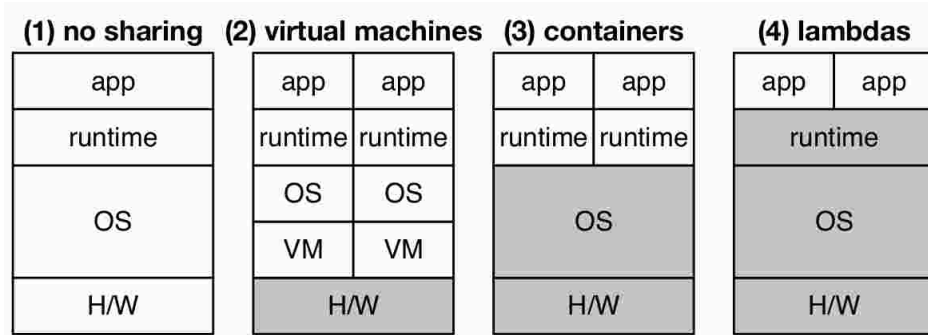 (1) no sharing (2) virtual machines (3) containers (4) lambdas
app app app app app app app
runtime runtime runtime runtime runtime runtime
OS OS OS OS OS
VM VM
H/W H/W H/W H/W